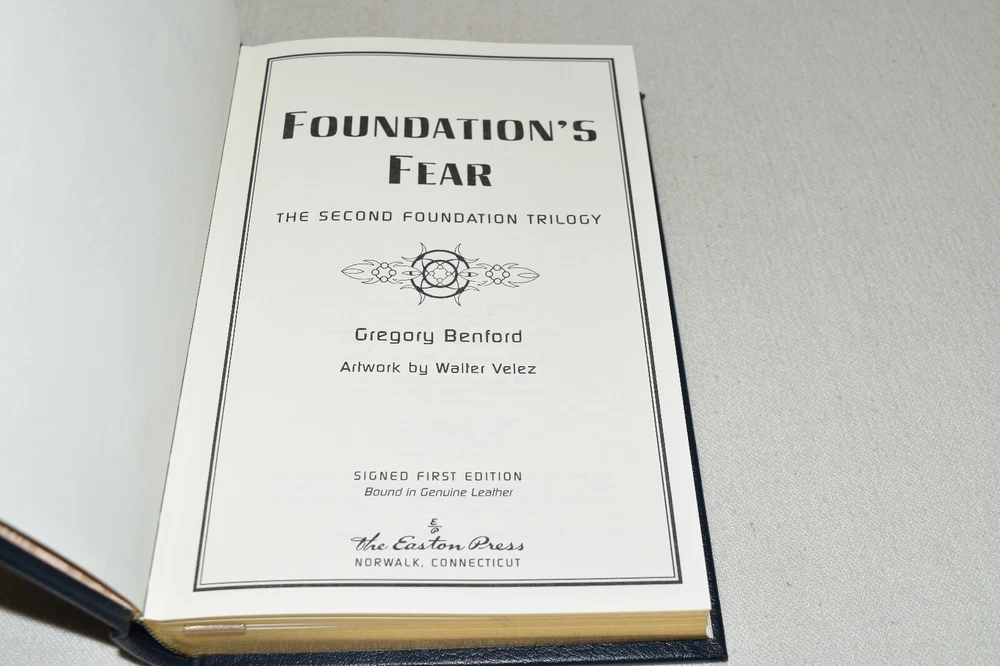 FOUNDATION'S
FEAR
THE SECOND FOUNDATION TRILOGY
Gregory Benford
Artwork by Walter Velez
SIGNED FIRST EDITION
Bound in Genuine Leather
E
P
the Easton Press
NORWALK, CONNECTICUT